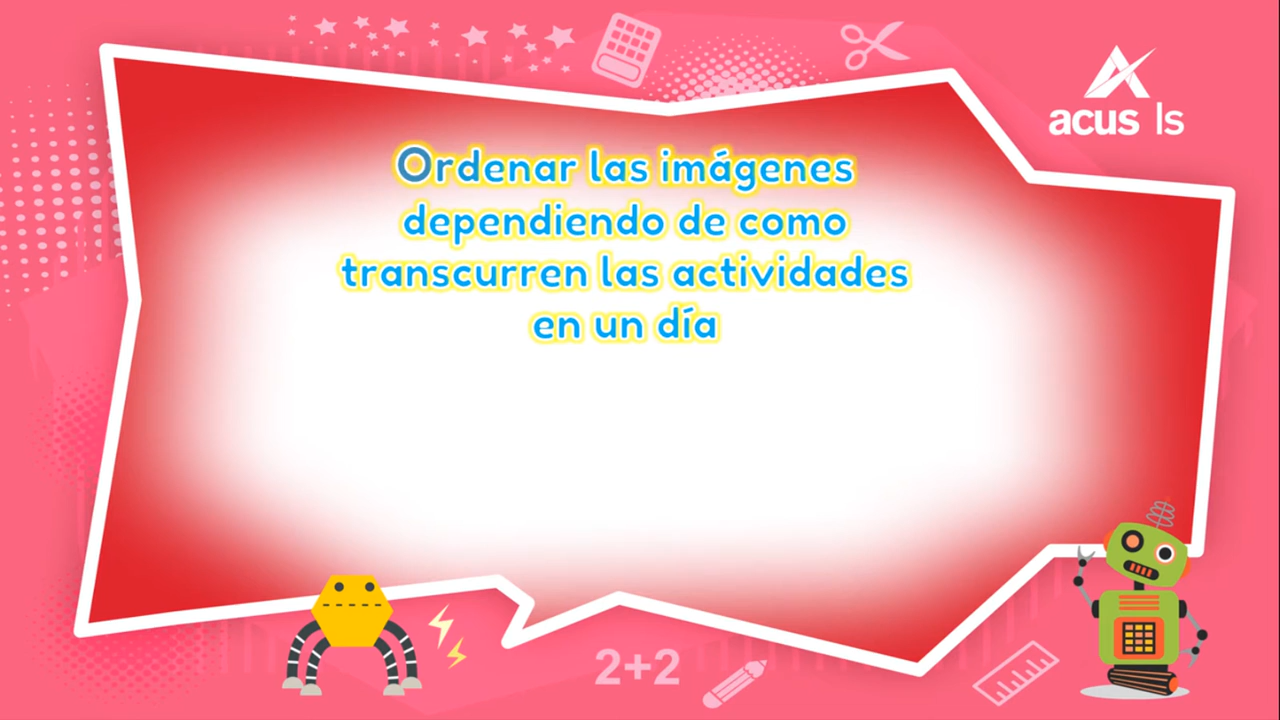 acus ls
Ordenar las imágenes
dependiendo de como
transcurren las actividades
en un día
2+2